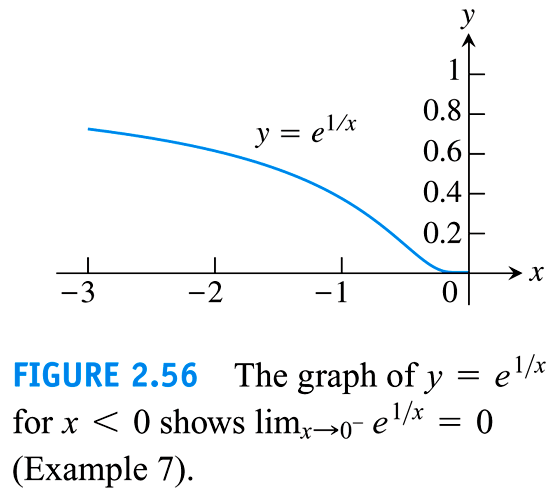 y
1
0.8
y = e^{1/x}
0.6
0.4
0.2
x
−3 −2 −1 0
FIGURE 2.56 The graph of y = e^{1/x}
for x < 0 shows lim_{x→0⁻} e^{1/x} = 0
(Example 7).